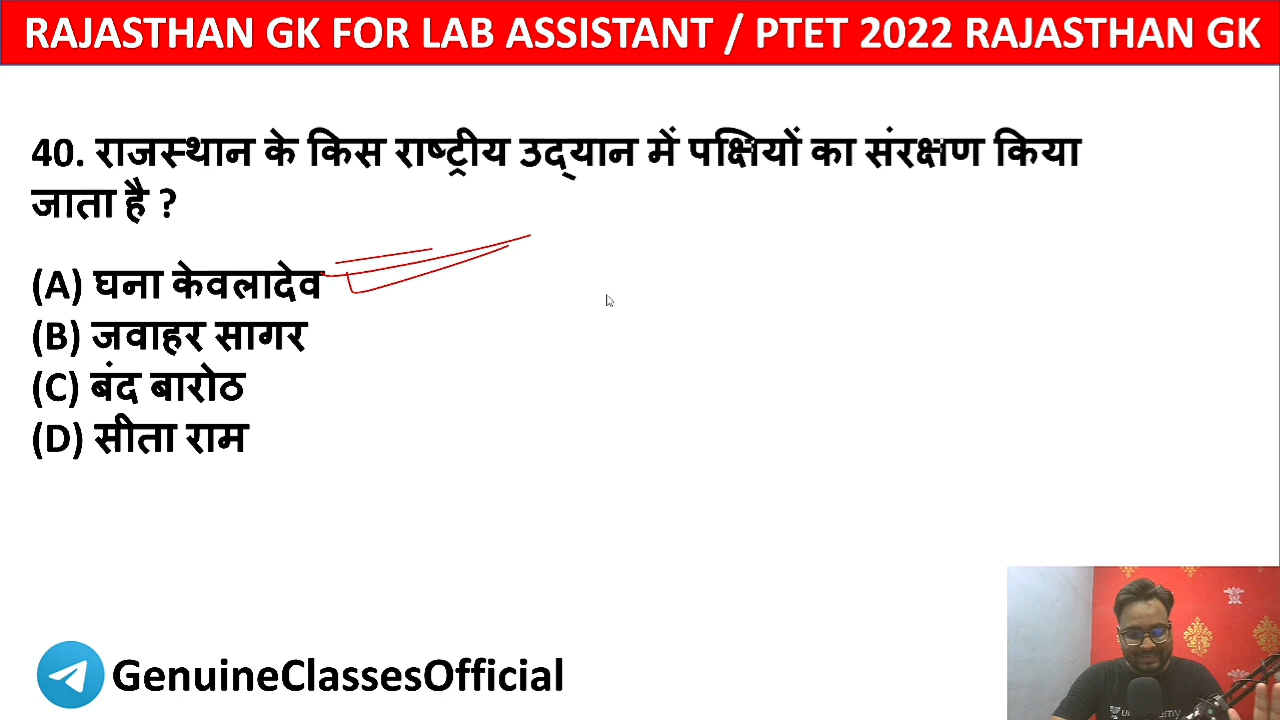 RAJASTHAN GK FOR LAB ASSISTANT / PTET 2022 RAJASTHAN GK
40. राजस्थान के किस राष्ट्रीय उद्यान में पक्षियों का संरक्षण किया
जाता है ?
(A) घना केवलादेव
(B) जवाहर सागर
(C) बंद बारोठ
(D) सीता राम
GenuineClassesOfficial